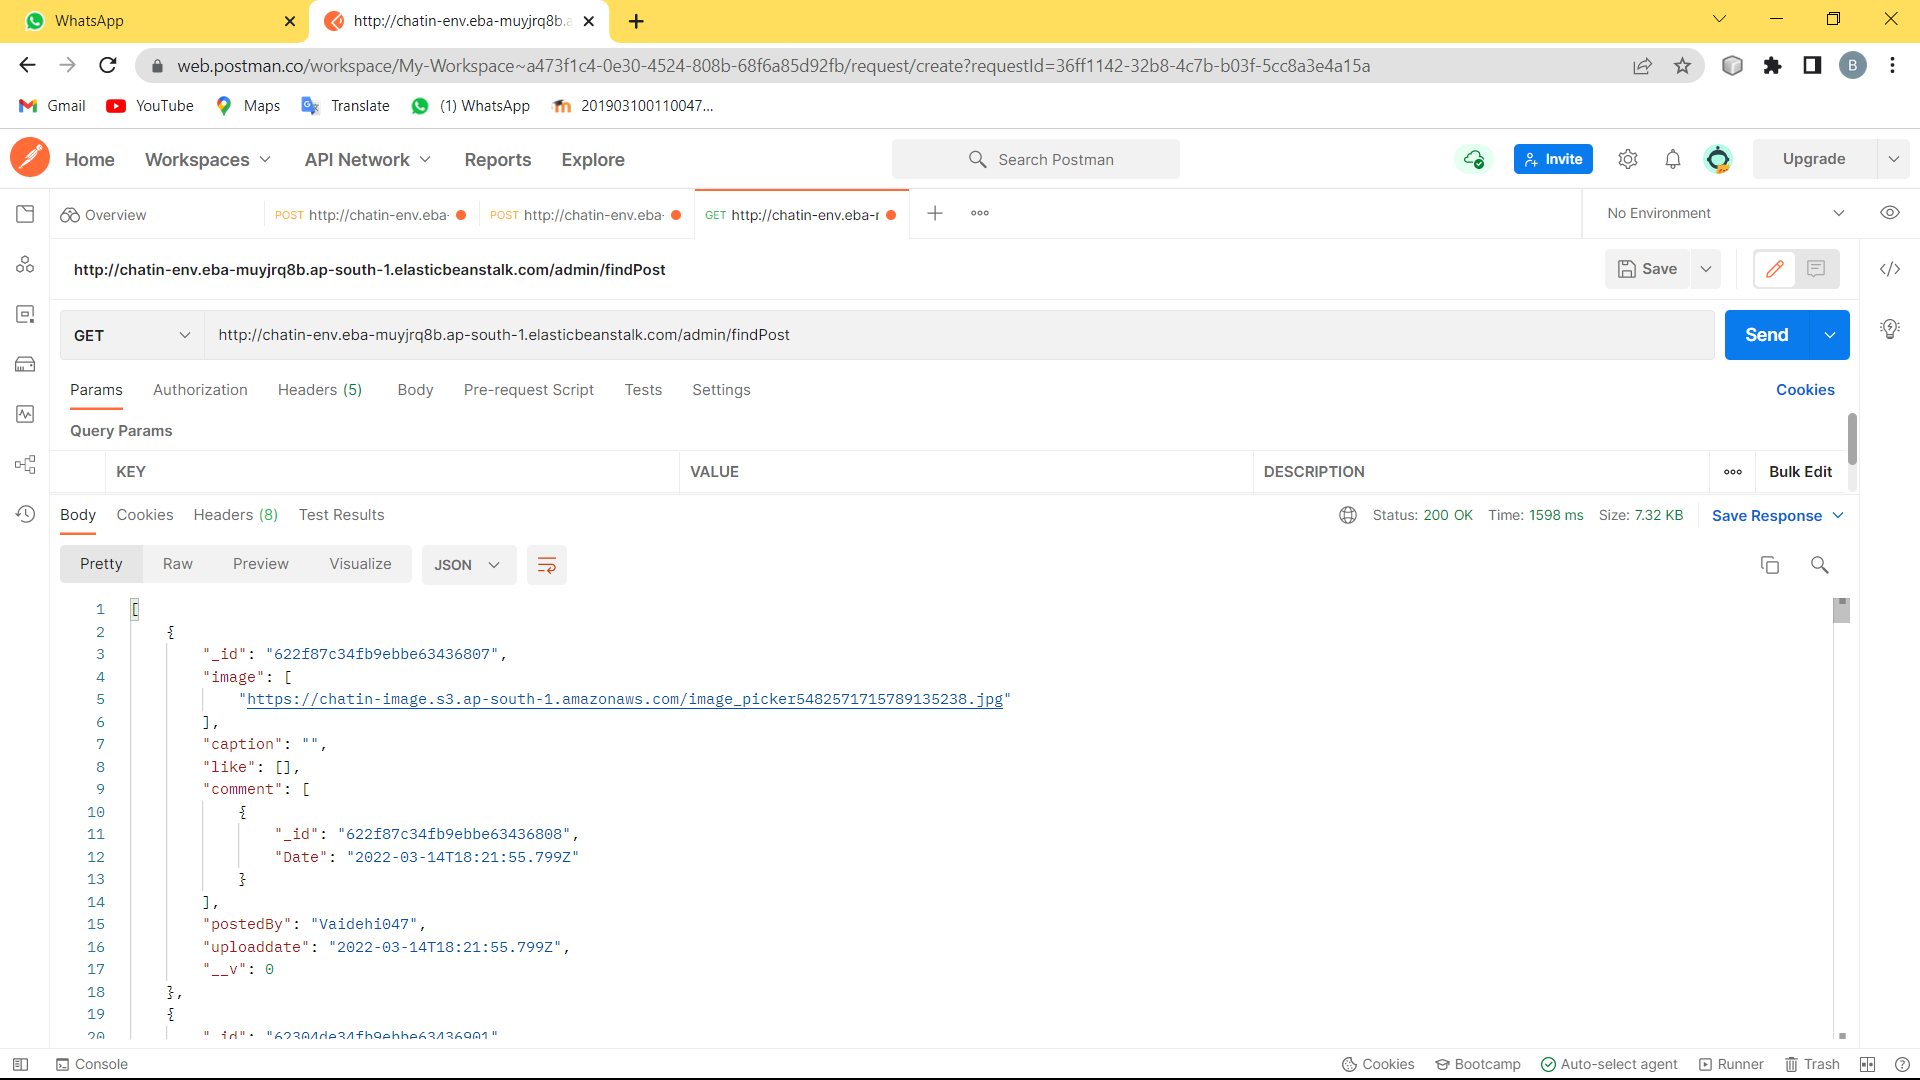 WhatsApp
http://chatin-env.eba-muyjrq8b.a
web.postman.co/workspace/My-Workspace~a473f1c4-0e30-4524-808b-68f6a85d92fb/request/create?requestId=36ff1142-32b8-4c7b-b03f-5cc8a3e4a15a
B
Gmail
YouTube
Maps
Translate
(1) WhatsApp
201903100110047...
Home
Workspaces
API Network
Reports
Explore
Search Postman
Invite
Upgrade
Overview
POST http://chatin-env.eba-
POST http://chatin-env.eba-
GET http://chatin-env.eba-r
No Environment
http://chatin-env.eba-muyjrq8b.ap-south-1.elasticbeanstalk.com/admin/findPost
Save
GET
http://chatin-env.eba-muyjrq8b.ap-south-1.elasticbeanstalk.com/admin/findPost
Send
Params
Authorization
Headers (5)
Body
Pre-request Script
Tests
Settings
Cookies
Query Params
KEY
VALUE
DESCRIPTION
Bulk Edit
Body
Cookies
Headers (8)
Test Results
Status: 200 OK
Time: 1598 ms
Size: 7.32 KB
Save Response
Pretty
Raw
Preview
Visualize
JSON
1 [
2 {
3 "_id": "622f87c34fb9ebbe63436807",
4 "image": [
5 "https://chatin-image.s3.ap-south-1.amazonaws.com/image_picker5482571715789135238.jpg"
6 ],
7 "caption": "",
8 "like": [],
9 "comment": [
10 {
11 "_id": "622f87c34fb9ebbe63436808",
12 "Date": "2022-03-14T18:21:55.799Z"
13 }
14 ],
15 "postedBy": "Vaidehi047",
16 "uploaddate": "2022-03-14T18:21:55.799Z",
17 "__v": 0
18 },
19 {
20 "_id": "62304de34fb9ebbe63436901"
Console
Cookies
Bootcamp
Auto-select agent
Runner
Trash